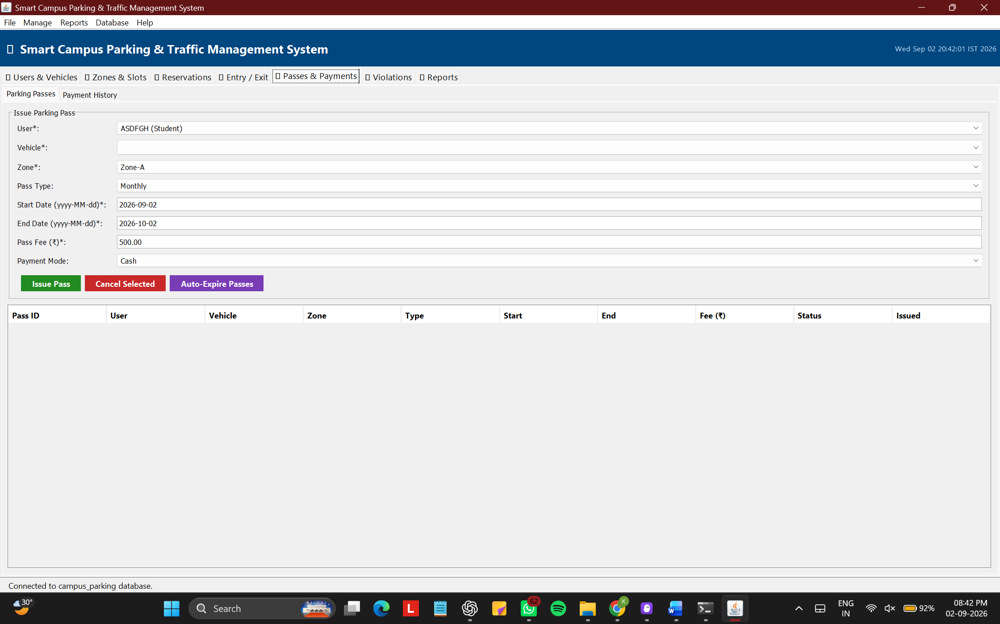 Smart Campus Parking & Traffic Management System
File Manage Reports Database Help
Smart Campus Parking & Traffic Management System Wed Sep 02 20:42:01 IST 2026
Users & Vehicles Zones & Slots Reservations Entry / Exit Passes & Payments Violations Reports
Parking Passes Payment History
Issue Parking Pass
User*: ASDFGH (Student)
Vehicle*:
Zone*: Zone-A
Pass Type: Monthly
Start Date (yyyy-MM-dd)*: 2026-09-02
End Date (yyyy-MM-dd)*: 2026-10-02
Pass Fee (₹)*: 500.00
Payment Mode: Cash
Issue Pass Cancel Selected Auto-Expire Passes
Pass ID User Vehicle Zone Type Start End Fee (₹) Status Issued
Connected to campus_parking database.
30° Search L 62 K W ENG 92% 08:42 PM
IN 02-09-2026